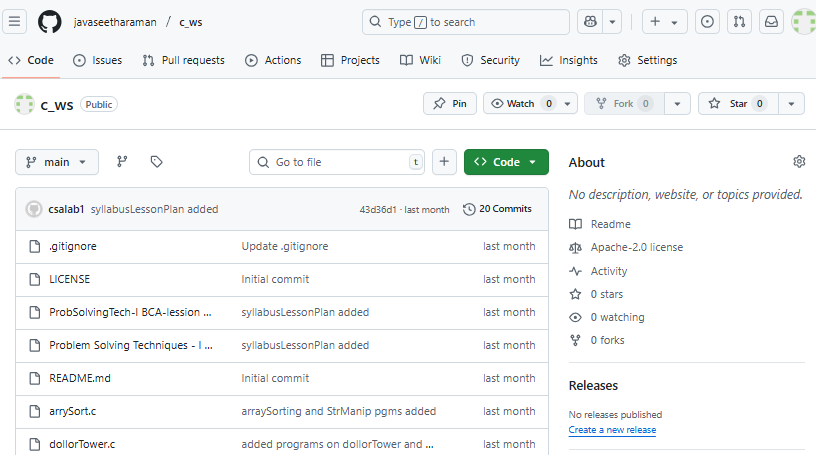 javaseetharaman / c_ws
Type / to search
Code Issues Pull requests Actions Projects Wiki Security Insights Settings
c_ws Public Pin Watch 0 Fork 0 Star 0
main Go to file t Code
csalab1 syllabusLessonPlan added 43d36d1 · last month 20 Commits
.gitignore Update .gitignore last month
LICENSE Initial commit last month
ProbSolvingTech-I BCA-lession ... syllabusLessonPlan added last month
Problem Solving Techniques - I ... syllabusLessonPlan added last month
README.md Initial commit last month
arrySort.c arraySorting and StrManip pgms added last month
dollorTower.c added programs on dollorTower and ... last month
About
No description, website, or topics provided.
Readme
Apache-2.0 license
Activity
0 stars
0 watching
0 forks
Releases
No releases published
Create a new release